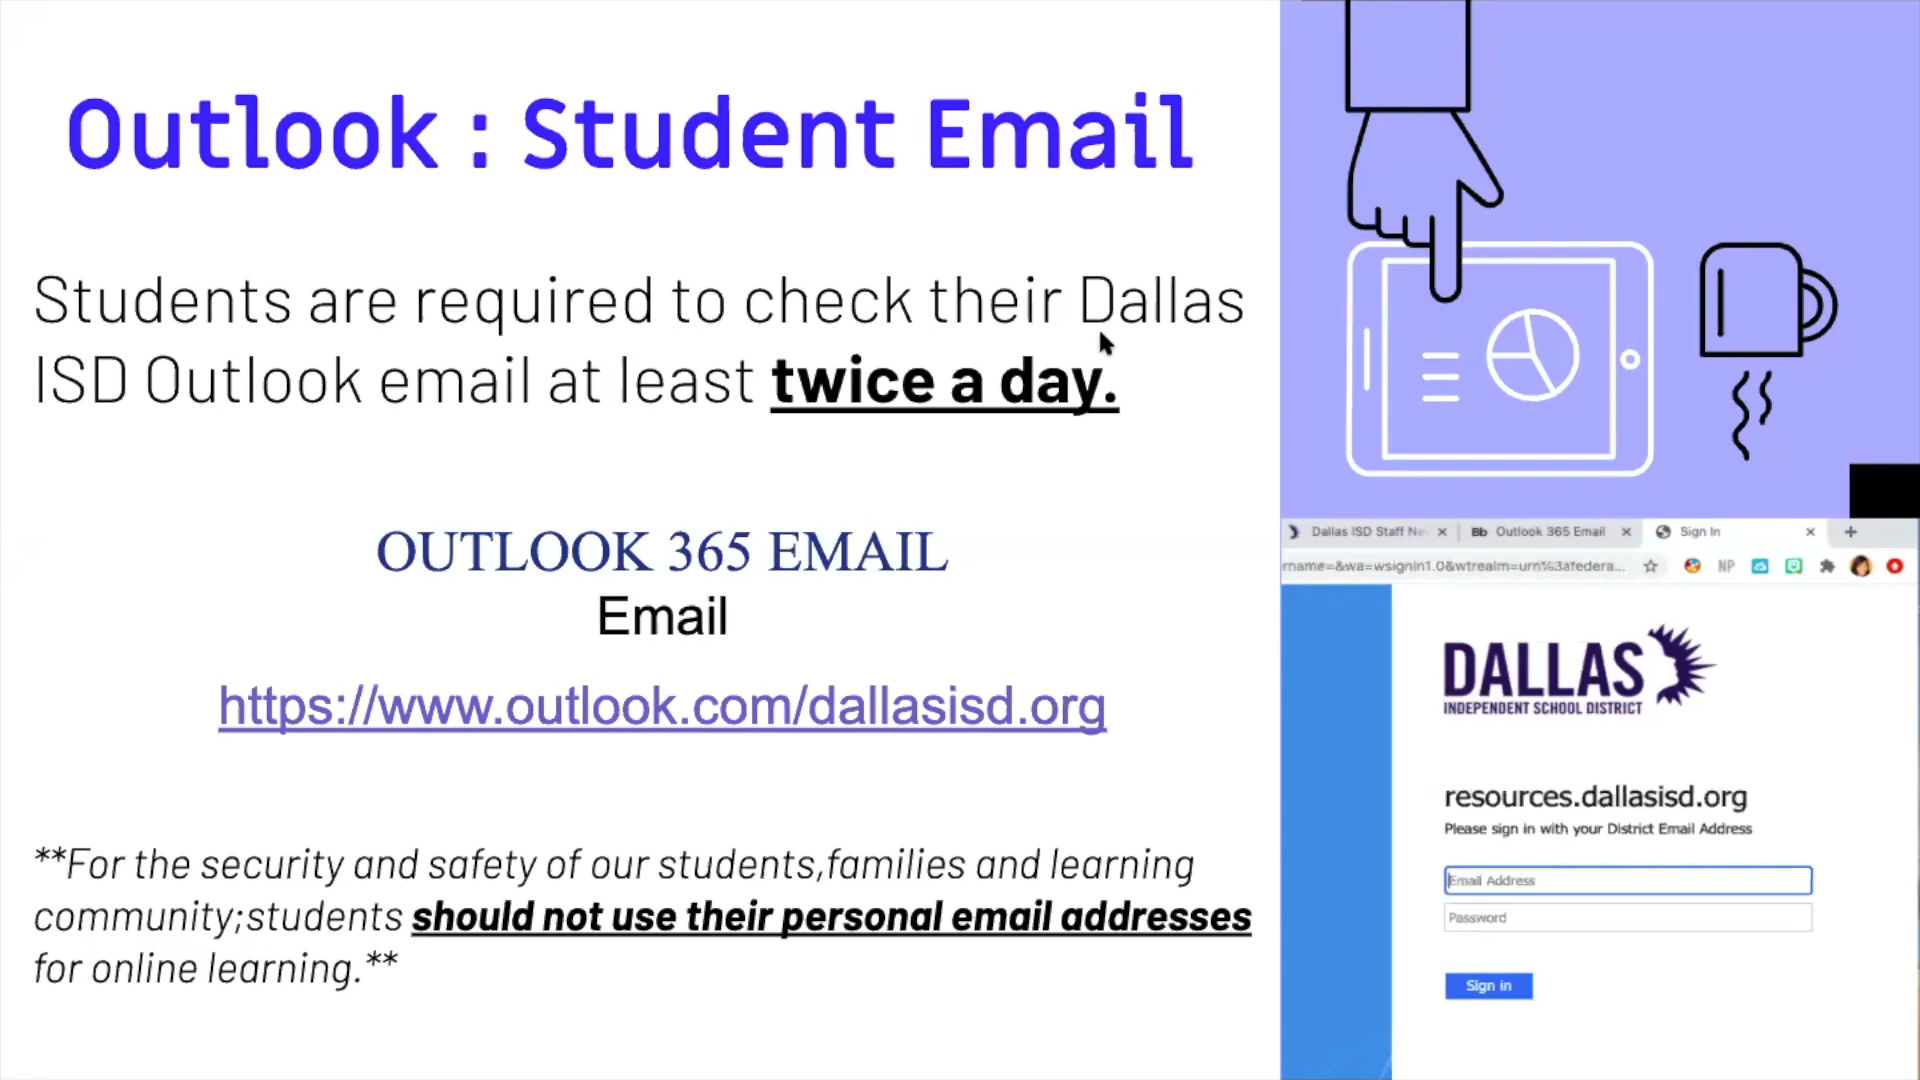 Outlook : Student Email
Students are required to check their Dallas
ISD Outlook email at least twice a day.
OUTLOOK 365 EMAIL
Email
https://www.outlook.com/dallasisd.org
**For the security and safety of our students,families and learning
community;students should not use their personal email addresses
for online learning.**
Dallas ISD Staff Ne
Bb Outlook 365 Email
Sign In
rname=&wa=wsignin1.0&wtrealm=urn%3afedera...
NP
DALLAS
INDEPENDENT SCHOOL DISTRICT
resources.dallasisd.org
Please sign in with your District Email Address
Email Address
Password
Sign in